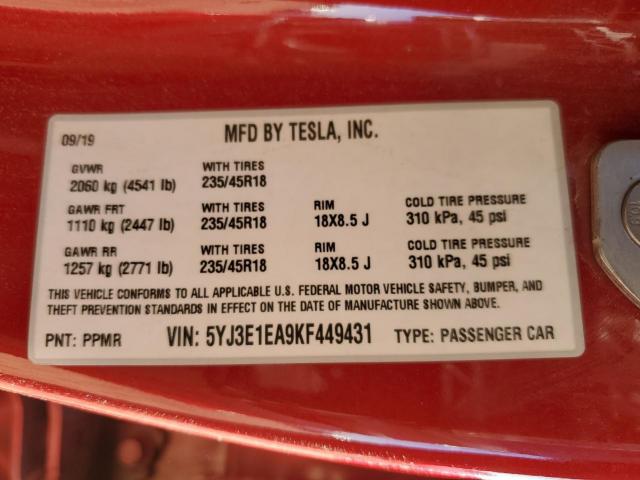 09/19 MFD BY TESLA, INC.
GVWR WITH TIRES
2060 kg (4541 lb) 235/45R18
GAWR FRT WITH TIRES RIM COLD TIRE PRESSURE
1110 kg (2447 lb) 235/45R18 18X8.5 J 310 kPa, 45 psi
GAWR RR WITH TIRES RIM COLD TIRE PRESSURE
1257 kg (2771 lb) 235/45R18 18X8.5 J 310 kPa, 45 psi
THIS VEHICLE CONFORMS TO ALL APPLICABLE U.S. FEDERAL MOTOR VEHICLE SAFETY, BUMPER, AND
THEFT PREVENTION STANDARDS IN EFFECT ON THE DATE OF MANUFACTURE SHOWN ABOVE.
PNT: PPMR VIN: 5YJ3E1EA9KF449431 TYPE: PASSENGER CAR